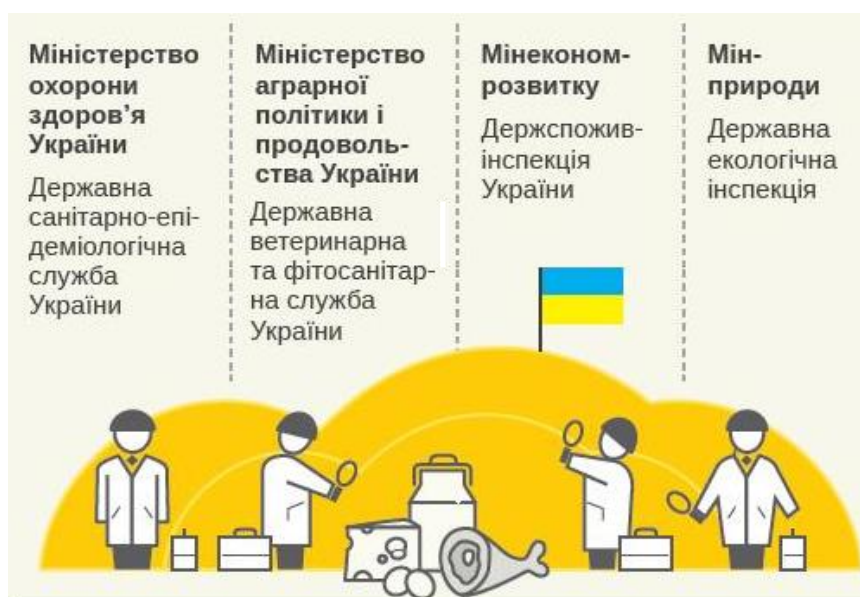 Міністерство
охорони
здоров’я
України
Державна
санітарно-епі-
деміологічна
служба
України
Міністерство
аграрної
політики і
продоволь-
ства України
Державна
ветеринарна
та фітосанітар-
на служба
України
Мінеконом-
розвитку
Держспожив-
інспекція
України
Мін-
природи
Державна
екологічна
інспекція